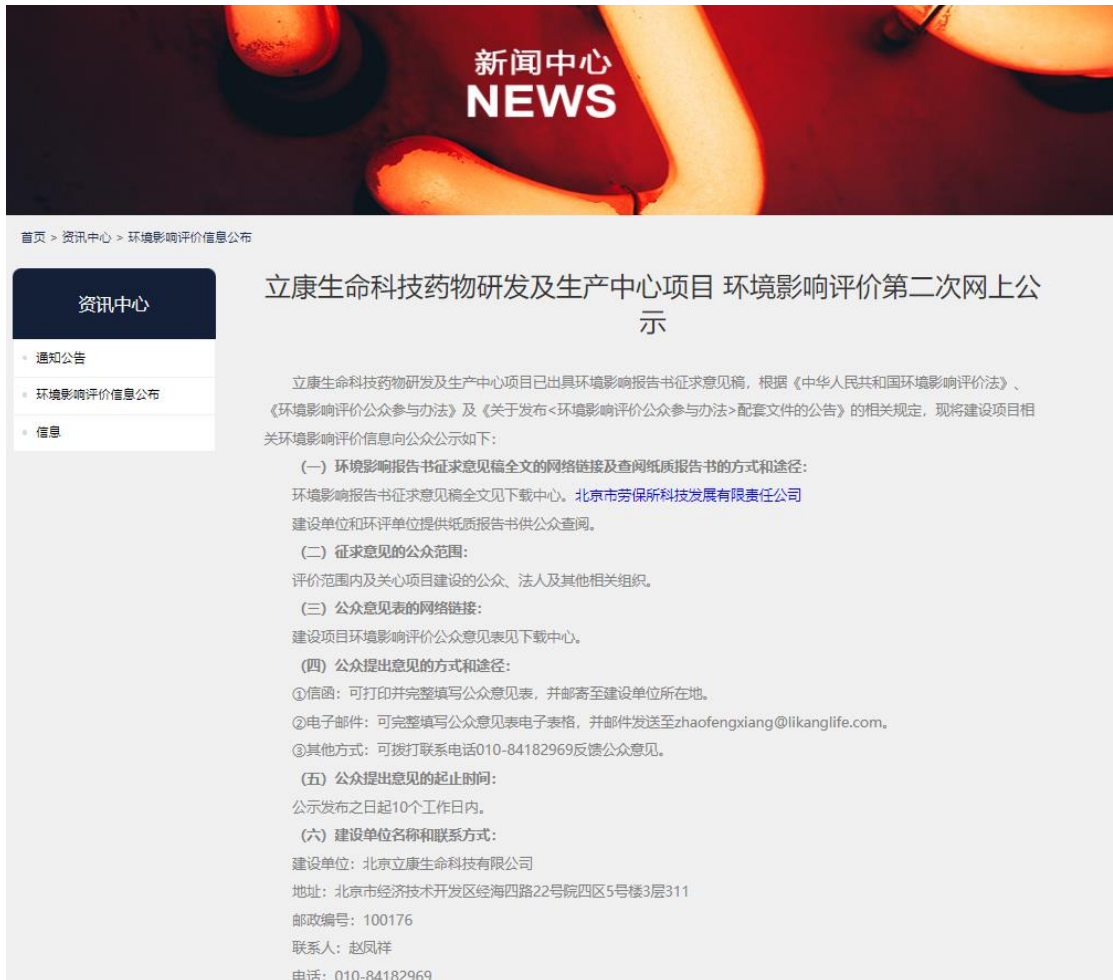 新闻中心
NEWS
首页 > 资讯中心 > 环境影响评价信息公布
资讯中心
通知公告
环境影响评价信息公布
信息
立康生命科技药物研发及生产中心项目 环境影响评价第二次网上公
示
立康生命科技药物研发及生产中心项目已出具环境影响报告书征求意见稿，根据《中华人民共和国环境影响评价法》、
《环境影响评价公众参与办法》及《关于发布<环境影响评价公众参与办法>配套文件的公告》的相关规定，现将建设项目相
关环境影响评价信息向公众公示如下：
（一）环境影响报告书征求意见稿全文的网络链接及查阅纸质报告书的方式和途径：
环境影响报告书征求意见稿全文见下载中心。北京市劳保所科技发展有限责任公司
建设单位和环评单位提供纸质报告书供公众查阅。
（二）征求意见的公众范围：
评价范围内及关心项目建设的公众、法人及其他相关组织。
（三）公众意见表的网络链接：
建设项目环境影响评价公众意见表见下载中心。
（四）公众提出意见的方式和途径：
①信函：可打印并完整填写公众意见表，并邮寄至建设单位所在地。
②电子邮件：可完整填写公众意见表电子表格，并邮件发送至zhaofengxiang@likanglife.com。
③其他方式：可拨打联系电话010-84182969反馈公众意见。
（五）公众提出意见的起止时间：
公示发布之日起10个工作日内。
（六）建设单位名称和联系方式：
建设单位：北京立康生命科技有限公司
地址：北京市经济技术开发区经海四路22号院四区5号楼3层311
邮政编号：100176
联系人：赵凤祥
电话：010-84182969